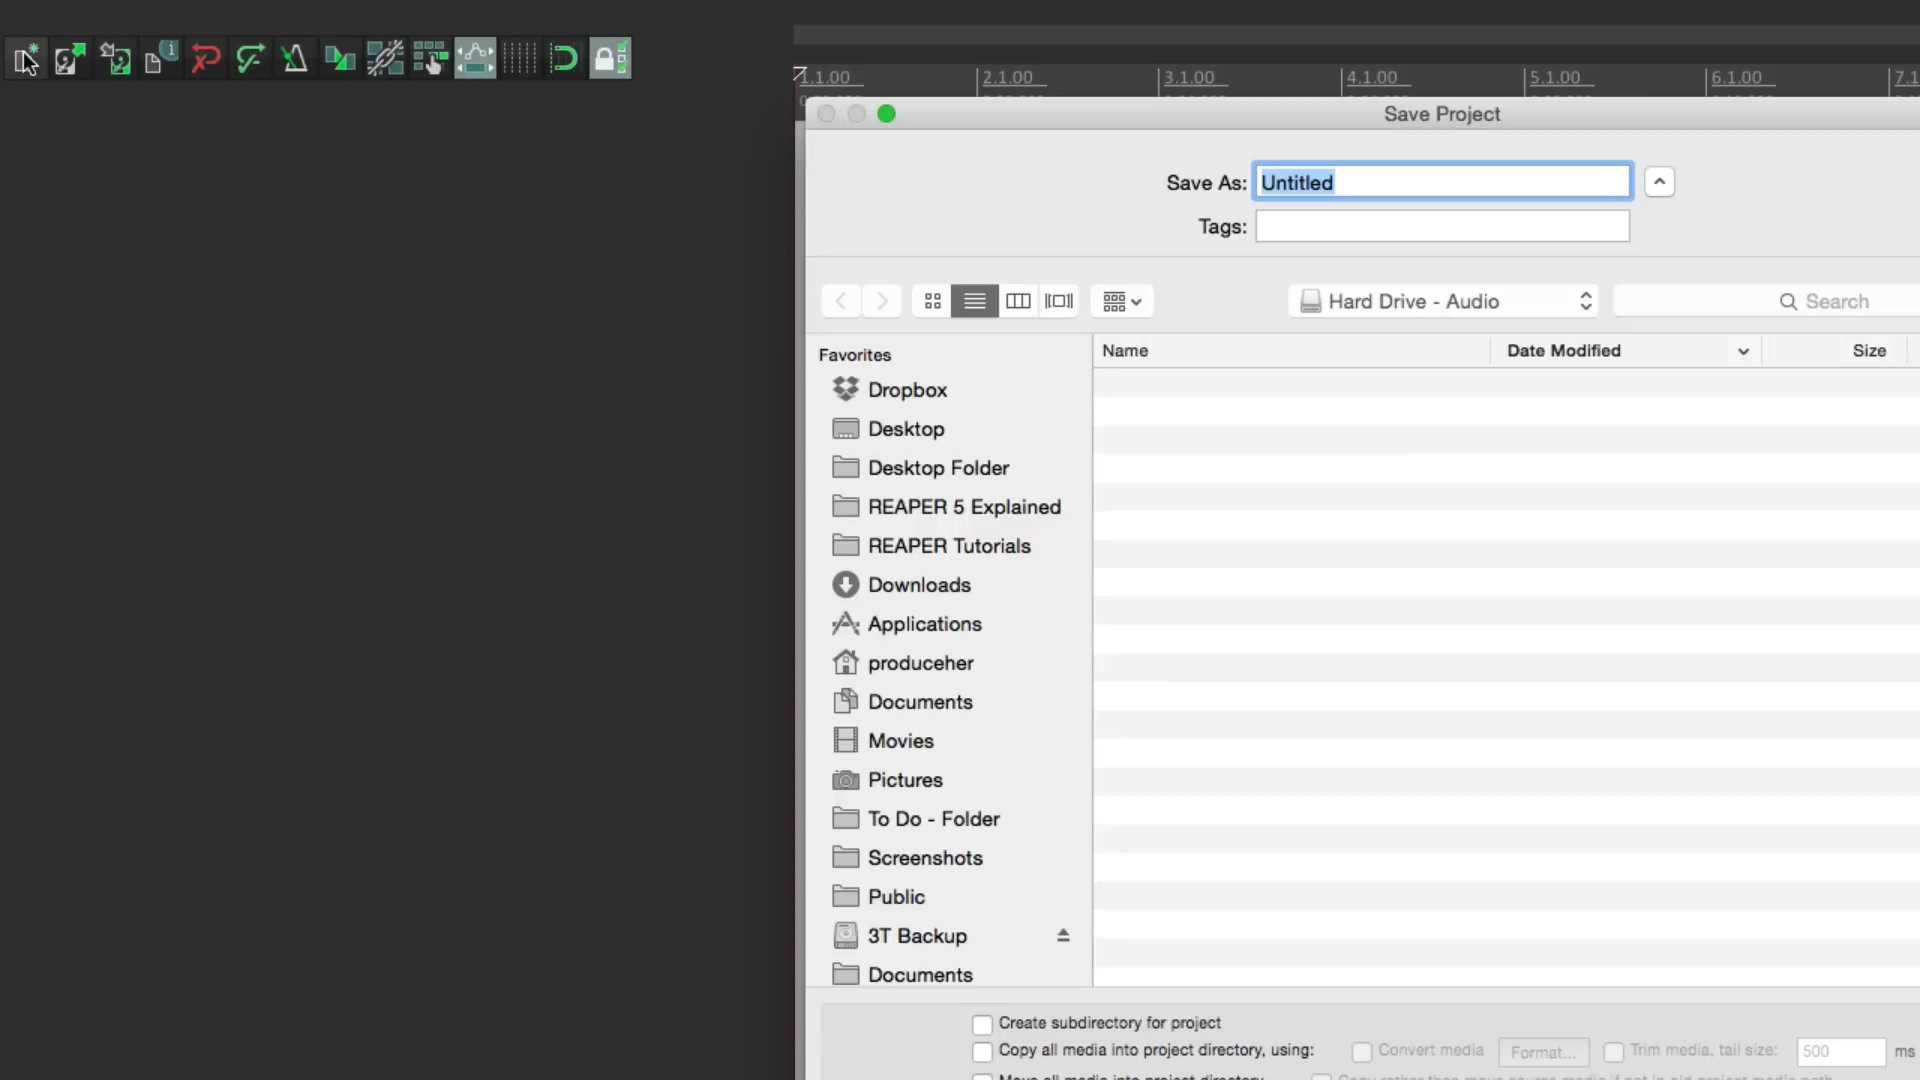 1.1.00 2.1.00 3.1.00 4.1.00 5.1.00 6.1.00 7.1
Save Project
Save As: Untitled
Tags:
Hard Drive - Audio Search
Favorites Name Date Modified Size
Dropbox
Desktop
Desktop Folder
REAPER 5 Explained
REAPER Tutorials
Downloads
Applications
produceher
Documents
Movies
Pictures
To Do - Folder
Screenshots
Public
3T Backup
Documents
Create subdirectory for project
Copy all media into project directory, using: Convert media Format... Trim media, tail size: 500 ms